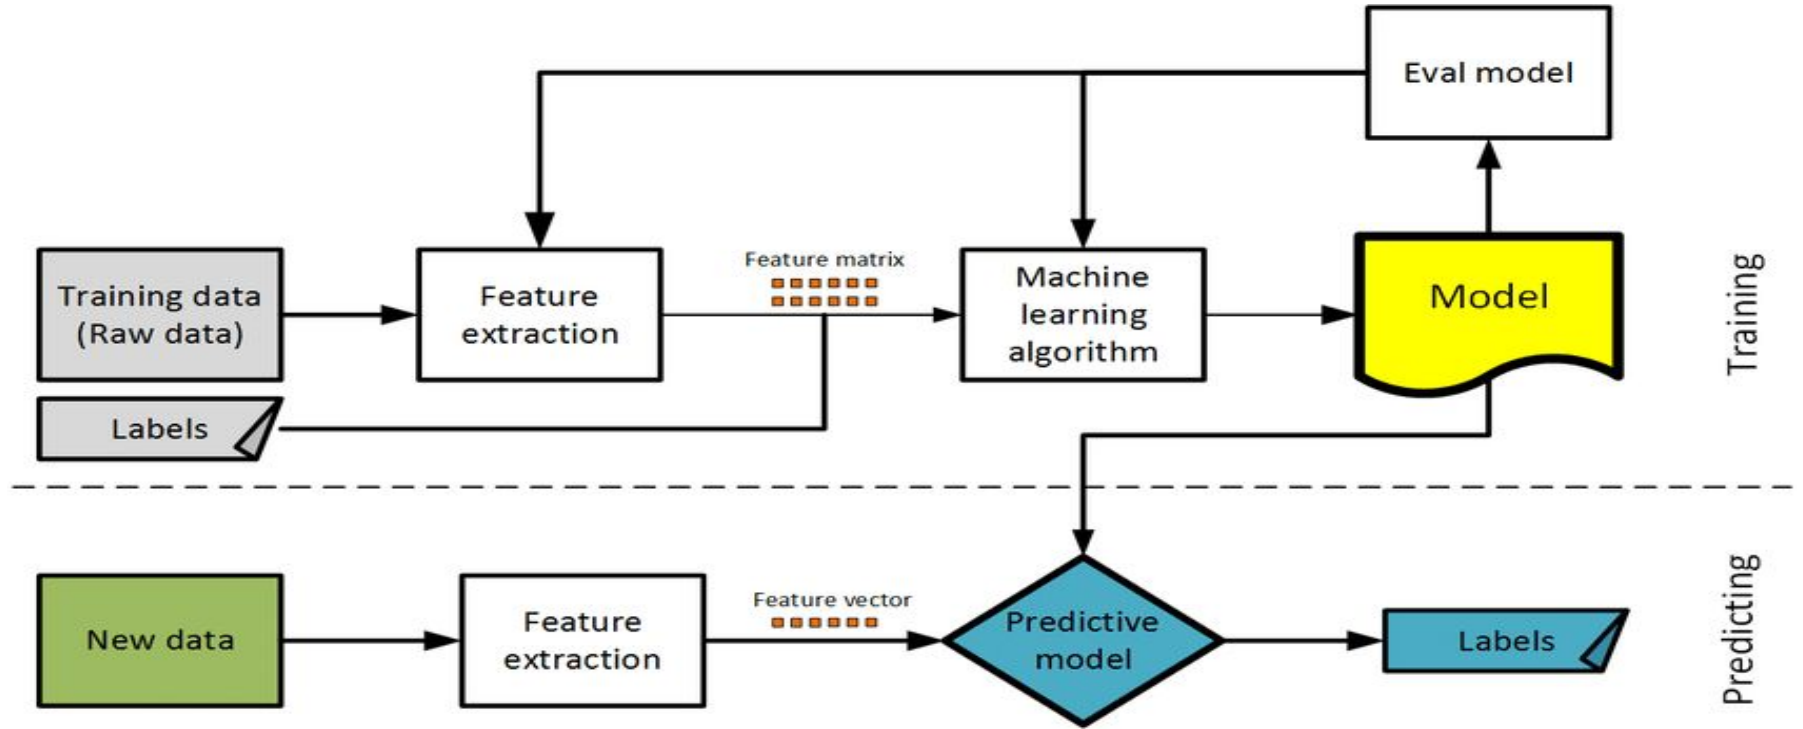 Eval model
Training data
(Raw data)
Feature
extraction
Feature matrix
Machine
learning
algorithm
Model
Training
Labels
New data
Feature
extraction
Feature vector
Predictive
model
Labels
Predicting